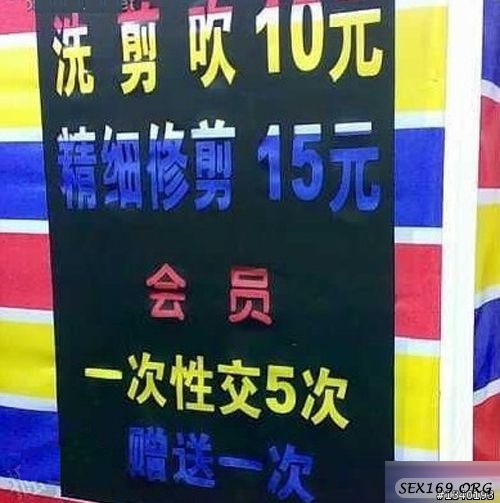 洗剪吹 10元
精细修剪 15元
会员
一次性交5次
赠送一次
SEX169.ORG